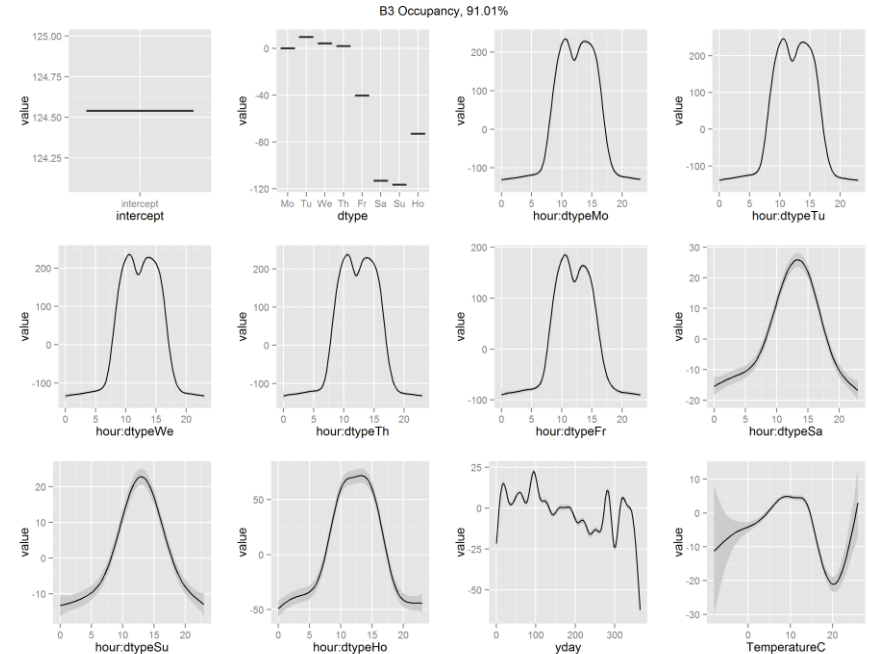 B3 Occupancy, 91.01%
value
125.00
124.75
124.50
124.25
intercept
intercept
value
0
-40
-80
-120
Mo Tu We Th Fr Sa Su Ho
dtype
value
200
100
0
-100
0 5 10 15 20
hour:dtypeMo
value
200
100
0
-100
0 5 10 15 20
hour:dtypeTu
value
200
100
0
-100
0 5 10 15 20
hour:dtypeWe
value
200
100
0
-100
0 5 10 15 20
hour:dtypeTh
value
200
100
0
-100
0 5 10 15 20
hour:dtypeFr
value
30
20
10
0
-10
-20
0 5 10 15 20
hour:dtypeSa
value
20
10
0
-10
0 5 10 15 20
hour:dtypeSu
value
50
0
-50
0 5 10 15 20
hour:dtypeHo
value
25
0
-25
-50
0 100 200 300
yday
value
10
0
-10
-20
-30
0 10 20
TemperatureC